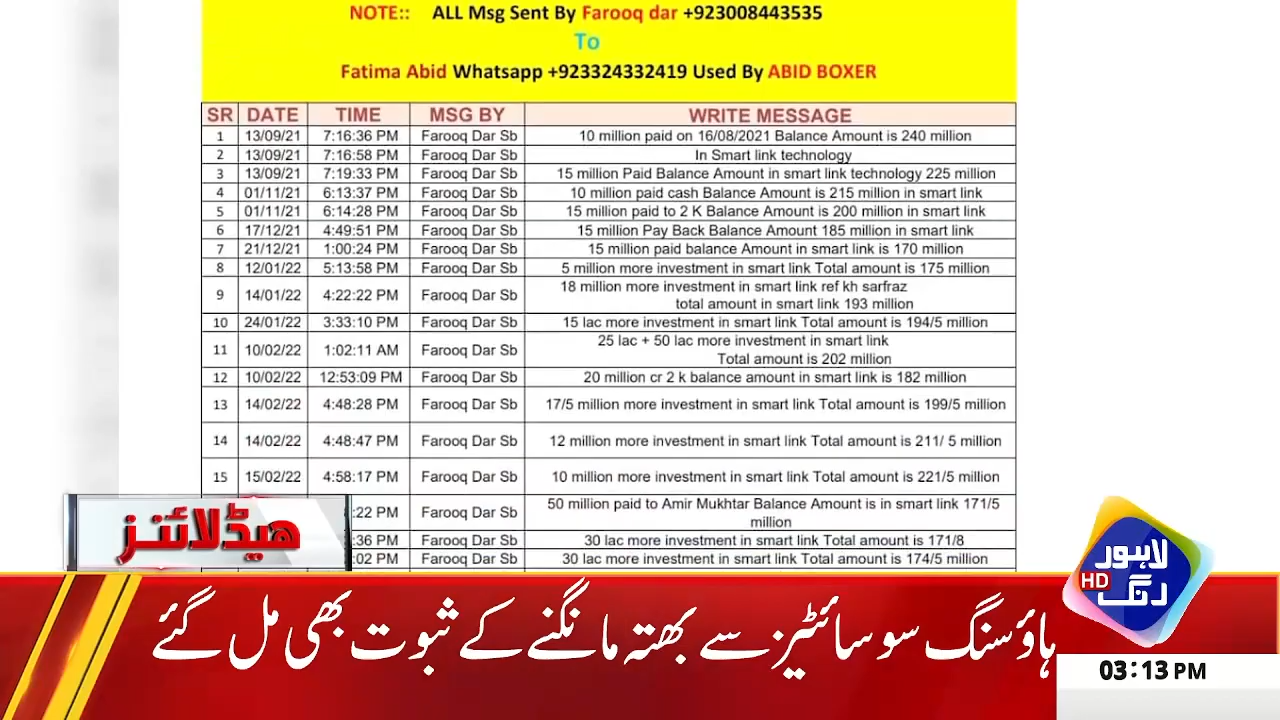 NOTE:: ALL Msg Sent By Farooq dar +923008443535
To
Fatima Abid Whatsapp +923324332419 Used By ABID BOXER
SR DATE TIME MSG BY WRITE MESSAGE
1 13/09/21 7:16:36 PM Farooq Dar Sb 10 million paid on 16/08/2021 Balance Amount is 240 million
2 13/09/21 7:16:58 PM Farooq Dar Sb In Smart link technology
3 13/09/21 7:19:33 PM Farooq Dar Sb 15 million Paid Balance Amount in smart link technology 225 million
4 01/11/21 6:13:37 PM Farooq Dar Sb 10 million paid cash Balance Amount is 215 million in smart link
5 01/11/21 6:14:28 PM Farooq Dar Sb 15 million paid to 2 K Balance Amount is 200 million in smart link
6 17/12/21 4:49:51 PM Farooq Dar Sb 15 million Pay Back Balance Amount 185 million in smart link
7 21/12/21 1:00:24 PM Farooq Dar Sb 15 million paid balance Amount in smart link is 170 million
8 12/01/22 5:13:58 PM Farooq Dar Sb 5 million more investment in smart link Total amount is 175 million
9 14/01/22 4:22:22 PM Farooq Dar Sb 18 million more investment in smart link ref kh sarfraz
total amount in smart link 193 million
10 24/01/22 3:33:10 PM Farooq Dar Sb 15 lac more investment in smart link Total amount is 194/5 million
11 10/02/22 1:02:11 AM Farooq Dar Sb 25 lac + 50 lac more investment in smart link
Total amount is 202 million
12 10/02/22 12:53:09 PM Farooq Dar Sb 20 million cr 2 k balance amount in smart link is 182 million
13 14/02/22 4:48:28 PM Farooq Dar Sb 17/5 million more investment in smart link Total amount is 199/5 million
14 14/02/22 4:48:47 PM Farooq Dar Sb 12 million more investment in smart link Total amount is 211/ 5 million
15 15/02/22 4:58:17 PM Farooq Dar Sb 10 million more investment in smart link Total amount is 221/5 million
:22 PM Farooq Dar Sb 50 million paid to Amir Mukhtar Balance Amount is in smart link 171/5
million
:36 PM Farooq Dar Sb 30 lac more investment in smart link Total amount is 171/8
:02 PM Farooq Dar Sb 30 lac more investment in smart link Total amount is 174/5 million
ہیڈلائنز
لاہور
رنگ HD
ہاؤسنگ سوسائٹیز سے بھتہ مانگنے کے ثبوت بھی مل گئے
03:13 PM